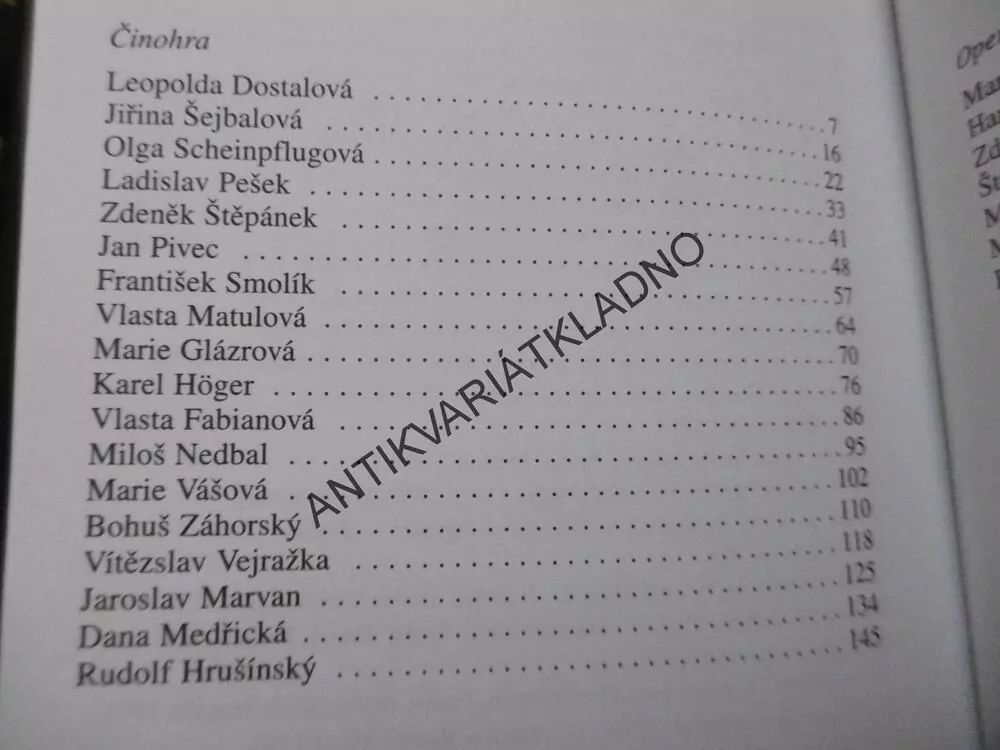 Činohra
Leopolda Dostalová . . . . . . . . . . . . . . . . . . . . . . . . . . . . . . . 7
Jiřina Šejbalová . . . . . . . . . . . . . . . . . . . . . . . . . . . . . . . 16
Olga Scheinpflugová . . . . . . . . . . . . . . . . . . . . . . . . . . . . . . . 22
Ladislav Pešek . . . . . . . . . . . . . . . . . . . . . . . . . . . . . . . 33
Zdeněk Štěpánek . . . . . . . . . . . . . . . . . . . . . . . . . . . . . . . 41
Jan Pivec . . . . . . . . . . . . . . . . . . . . . . . . . . . . . . . 48
František Smolík . . . . . . . . . . . . . . . . . . . . . . . . . . . . . . . 57
Vlasta Matulová . . . . . . . . . . . . . . . . . . . . . . . . . . . . . . . 64
Marie Glázrová . . . . . . . . . . . . . . . . . . . . . . . . . . . . . . . 70
Karel Höger . . . . . . . . . . . . . . . . . . . . . . . . . . . . . . . 76
Vlasta Fabianová . . . . . . . . . . . . . . . . . . . . . . . . . . . . . . . 86
Miloš Nedbal . . . . . . . . . . . . . . . . . . . . . . . . . . . . . . . 95
Marie Vášová . . . . . . . . . . . . . . . . . . . . . . . . . . . . . . . 102
Bohuš Záhorský . . . . . . . . . . . . . . . . . . . . . . . . . . . . . . . 110
Vítězslav Vejražka . . . . . . . . . . . . . . . . . . . . . . . . . . . . . . . 118
Jaroslav Marvan . . . . . . . . . . . . . . . . . . . . . . . . . . . . . . . 125
Dana Medřická . . . . . . . . . . . . . . . . . . . . . . . . . . . . . . . 134
Rudolf Hrušínský . . . . . . . . . . . . . . . . . . . . . . . . . . . . . . . 145
ANTIKVARIÁTKLADNO